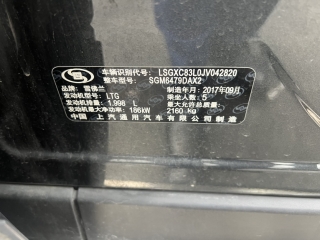 车辆识别代号：LSGXC83L0JV042820
整车型号：SGM6479DAX2
品牌：雪佛兰 制造年月：2017年09月
发动机型号：LTG 乘坐人数：5
发动机排量：1.998 L 最大允许总质量：
发动机最大净功率：186kW 2160 kg
中国 上汽通用汽车有限公司制造